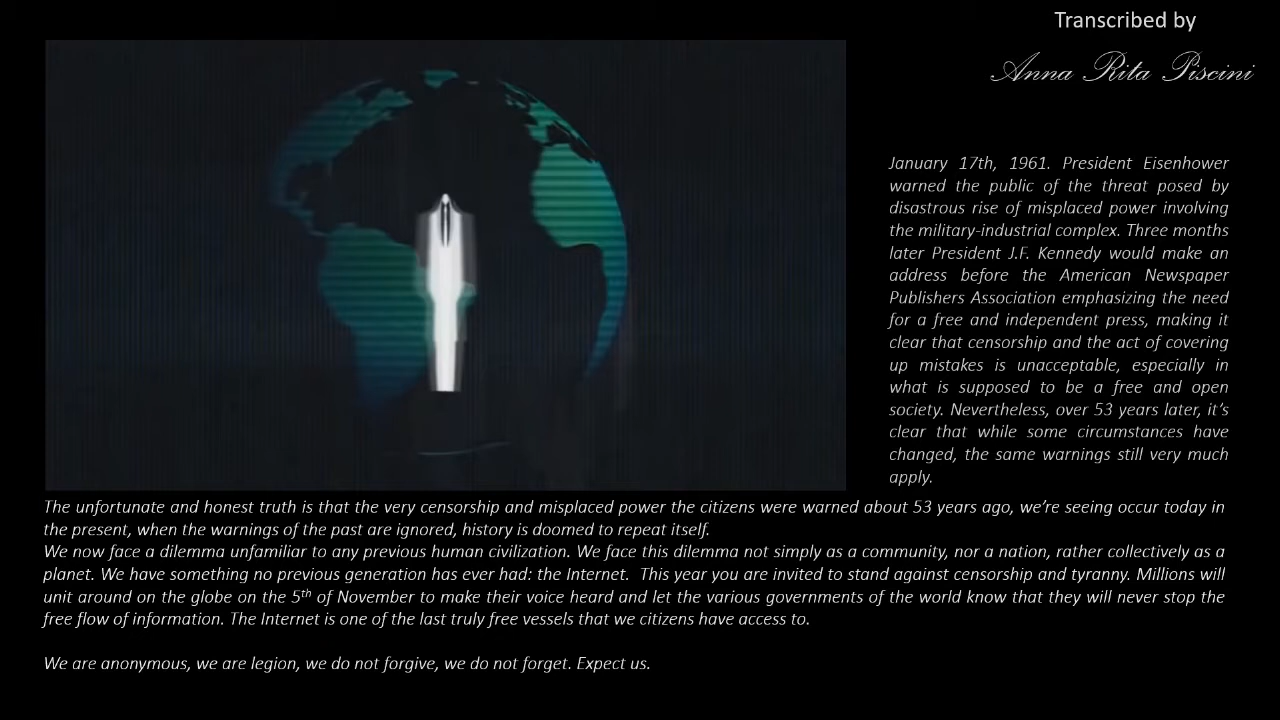 Transcribed by
Anna Rita Piscini
January 17th, 1961. President Eisenhower
warned the public of the threat posed by
disastrous rise of misplaced power involving
the military-industrial complex. Three months
later President J.F. Kennedy would make an
address before the American Newspaper
Publishers Association emphasizing the need
for a free and independent press, making it
clear that censorship and the act of covering
up mistakes is unacceptable, especially in
what is supposed to be a free and open
society. Nevertheless, over 53 years later, it’s
clear that while some circumstances have
changed, the same warnings still very much
apply.
The unfortunate and honest truth is that the very censorship and misplaced power the citizens were warned about 53 years ago, we’re seeing occur today in
the present, when the warnings of the past are ignored, history is doomed to repeat itself.
We now face a dilemma unfamiliar to any previous human civilization. We face this dilemma not simply as a community, nor a nation, rather collectively as a
planet. We have something no previous generation has ever had: the Internet. This year you are invited to stand against censorship and tyranny. Millions will
unit around on the globe on the 5th of November to make their voice heard and let the various governments of the world know that they will never stop the
free flow of information. The Internet is one of the last truly free vessels that we citizens have access to.
We are anonymous, we are legion, we do not forgive, we do not forget. Expect us.